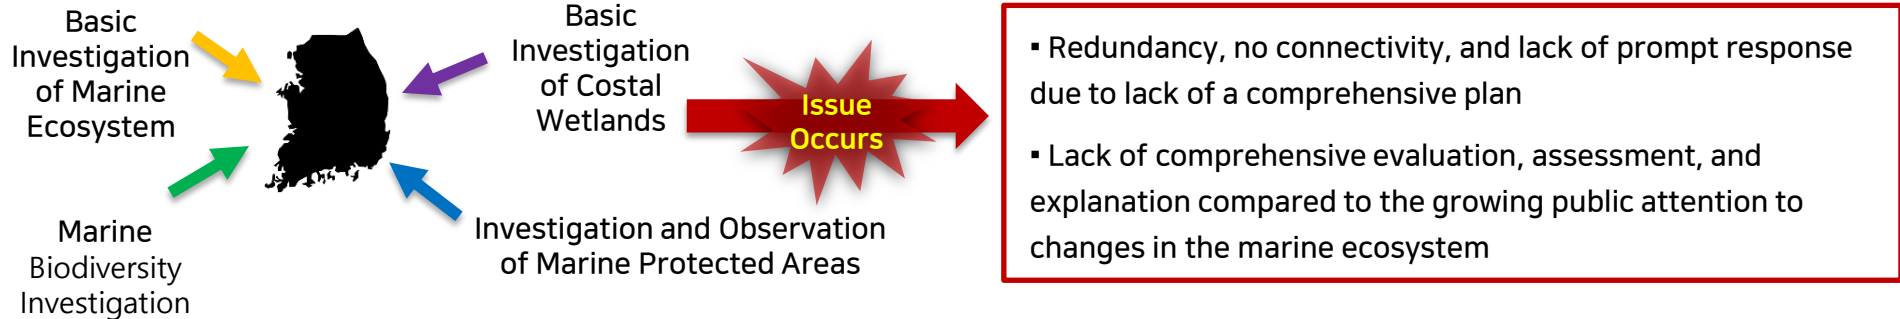 Basic
Investigation
of Marine
Ecosystem
Basic
Investigation
of Costal
Wetlands
Marine
Biodiversity
Investigation
Investigation and Observation
of Marine Protected Areas
Issue
Occurs
▪ Redundancy, no connectivity, and lack of prompt response
due to lack of a comprehensive plan
▪ Lack of comprehensive evaluation, assessment, and
explanation compared to the growing public attention to
changes in the marine ecosystem